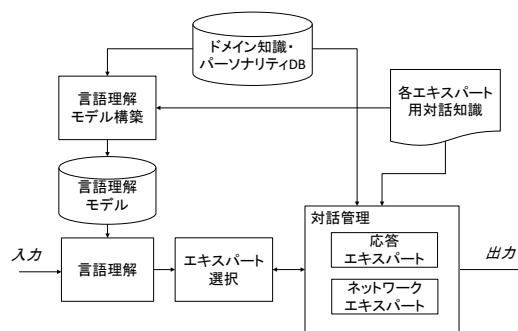 ドメイン知識・
パーソナリティDB
言語理解
モデル構築
各エキスパート
用対話知識
言語理解
モデル
対話管理
入力
言語理解
エキスパート
選択
応答
エキスパート
ネットワーク
エキスパート
出力